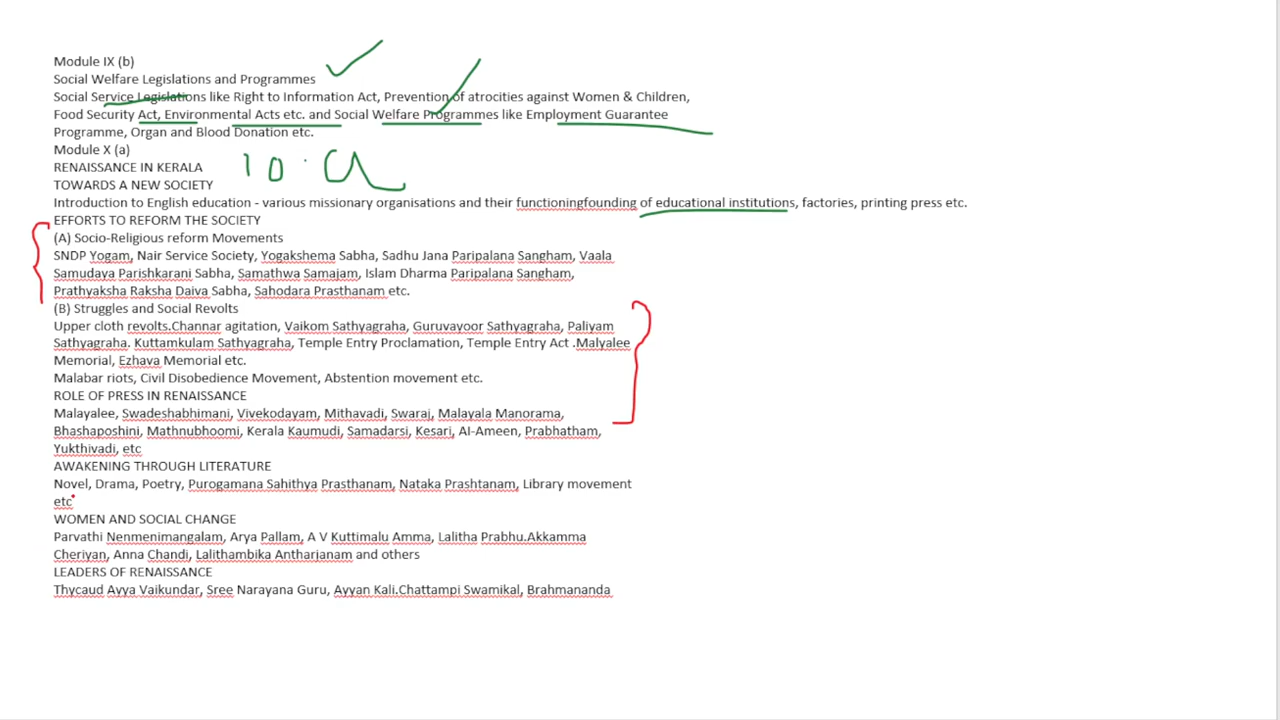 Module IX (b)
Social Welfare Legislations and Programmes
Social Service Legislations like Right to Information Act, Prevention of atrocities against Women & Children,
Food Security Act, Environmental Acts etc. and Social Welfare Programmes like Employment Guarantee
Programme, Organ and Blood Donation etc.
Module X (a)
10.a
RENAISSANCE IN KERALA
TOWARDS A NEW SOCIETY
Introduction to English education - various missionary organisations and their functioningfounding of educational institutions, factories, printing press etc.
EFFORTS TO REFORM THE SOCIETY
(A) Socio-Religious reform Movements
SNDP Yogam, Nair Service Society, Yogakshema Sabha, Sadhu Jana Paripalana Sangham, Vaala
Samudaya Parishkarani Sabha, Samathwa Samajam, Islam Dharma Paripalana Sangham,
Prathyaksha Raksha Daiva Sabha, Sahodara Prasthanam etc.
(B) Struggles and Social Revolts
Upper cloth revolts.Channar agitation, Vaikom Sathyagraha, Guruvayoor Sathyagraha, Paliyam
Sathyagraha. Kuttamkulam Sathyagraha, Temple Entry Proclamation, Temple Entry Act .Malyalee
Memorial, Ezhava Memorial etc.
Malabar riots, Civil Disobedience Movement, Abstention movement etc.
ROLE OF PRESS IN RENAISSANCE
Malayalee, Swadeshabhimani, Vivekodayam, Mithavadi, Swaraj, Malayala Manorama,
Bhashaposhini, Mathnubhoomi, Kerala Kaumudi, Samadarsi, Kesari, AI-Ameen, Prabhatham,
Yukthivadi, etc
AWAKENING THROUGH LITERATURE
Novel, Drama, Poetry, Purogamana Sahithya Prasthanam, Nataka Prashtanam, Library movement
etc
WOMEN AND SOCIAL CHANGE
Parvathi Nenmenimangalam, Arya Pallam, A V Kuttimalu Amma, Lalitha Prabhu.Akkamma
Cheriyan, Anna Chandi, Lalithambika Antharjanam and others
LEADERS OF RENAISSANCE
Thycaud Ayya Vaikundar, Sree Narayana Guru, Ayyan Kali.Chattampi Swamikal, Brahmananda